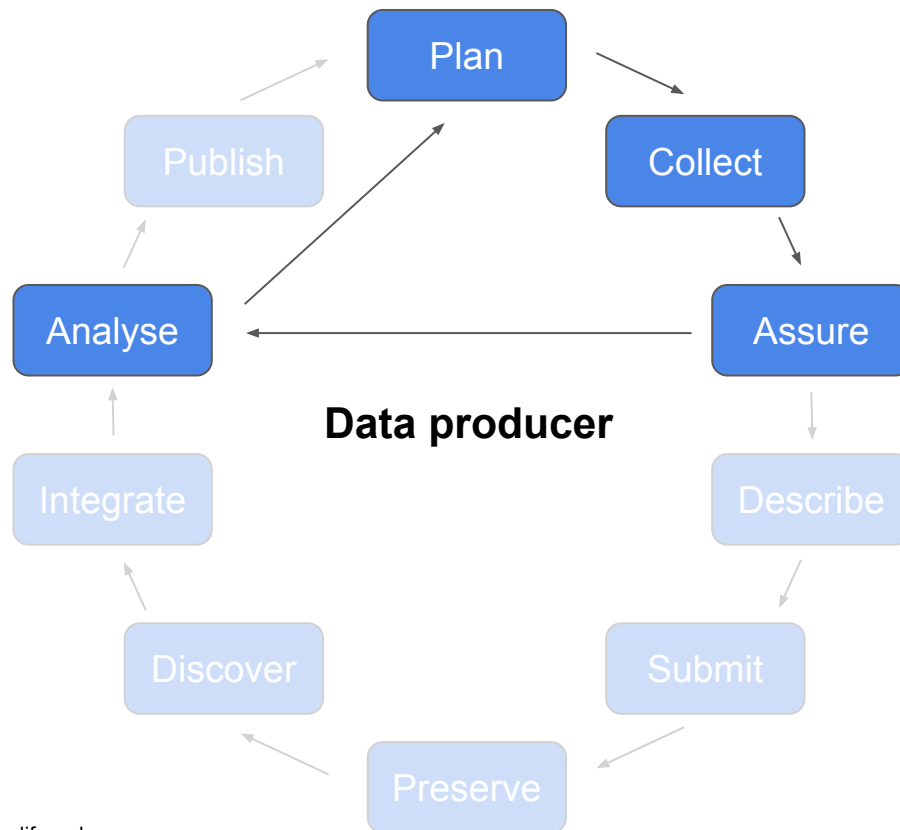 Plan
Publish
Collect
Analyse
Assure
Data producer
Integrate
Describe
Discover
Submit
Preserve